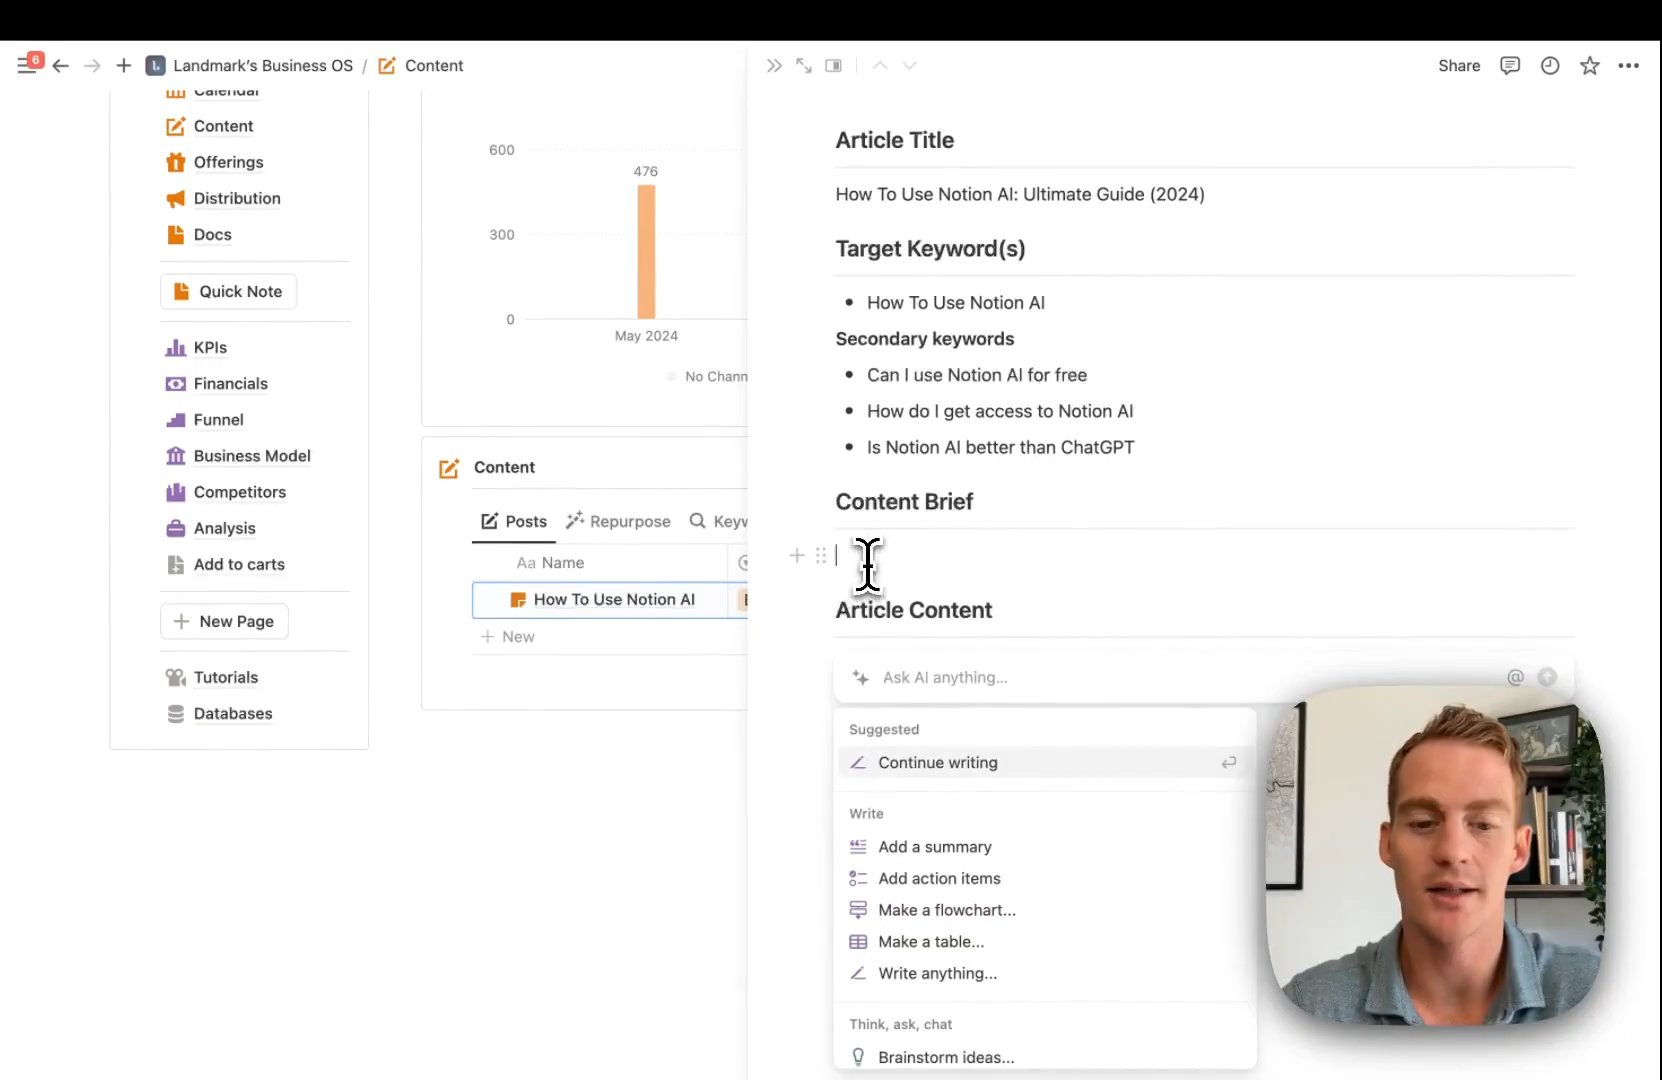 6
Landmark's Business OS / Content
Share
Calendar
Content
Offerings
Distribution
Docs
Quick Note
KPIs
Financials
Funnel
Business Model
Competitors
Analysis
Add to carts
New Page
Tutorials
Databases
600
476
300
0
May 2024
No Chann
Content
Posts Repurpose Keyw
Aa Name
How To Use Notion AI
New
Article Title
How To Use Notion AI: Ultimate Guide (2024)
Target Keyword(s)
• How To Use Notion AI
Secondary keywords
• Can I use Notion AI for free
• How do I get access to Notion AI
• Is Notion AI better than ChatGPT
Content Brief
Article Content
Ask AI anything... @
Suggested
Continue writing
Write
Add a summary
Add action items
Make a flowchart...
Make a table...
Write anything...
Think, ask, chat
Brainstorm ideas...